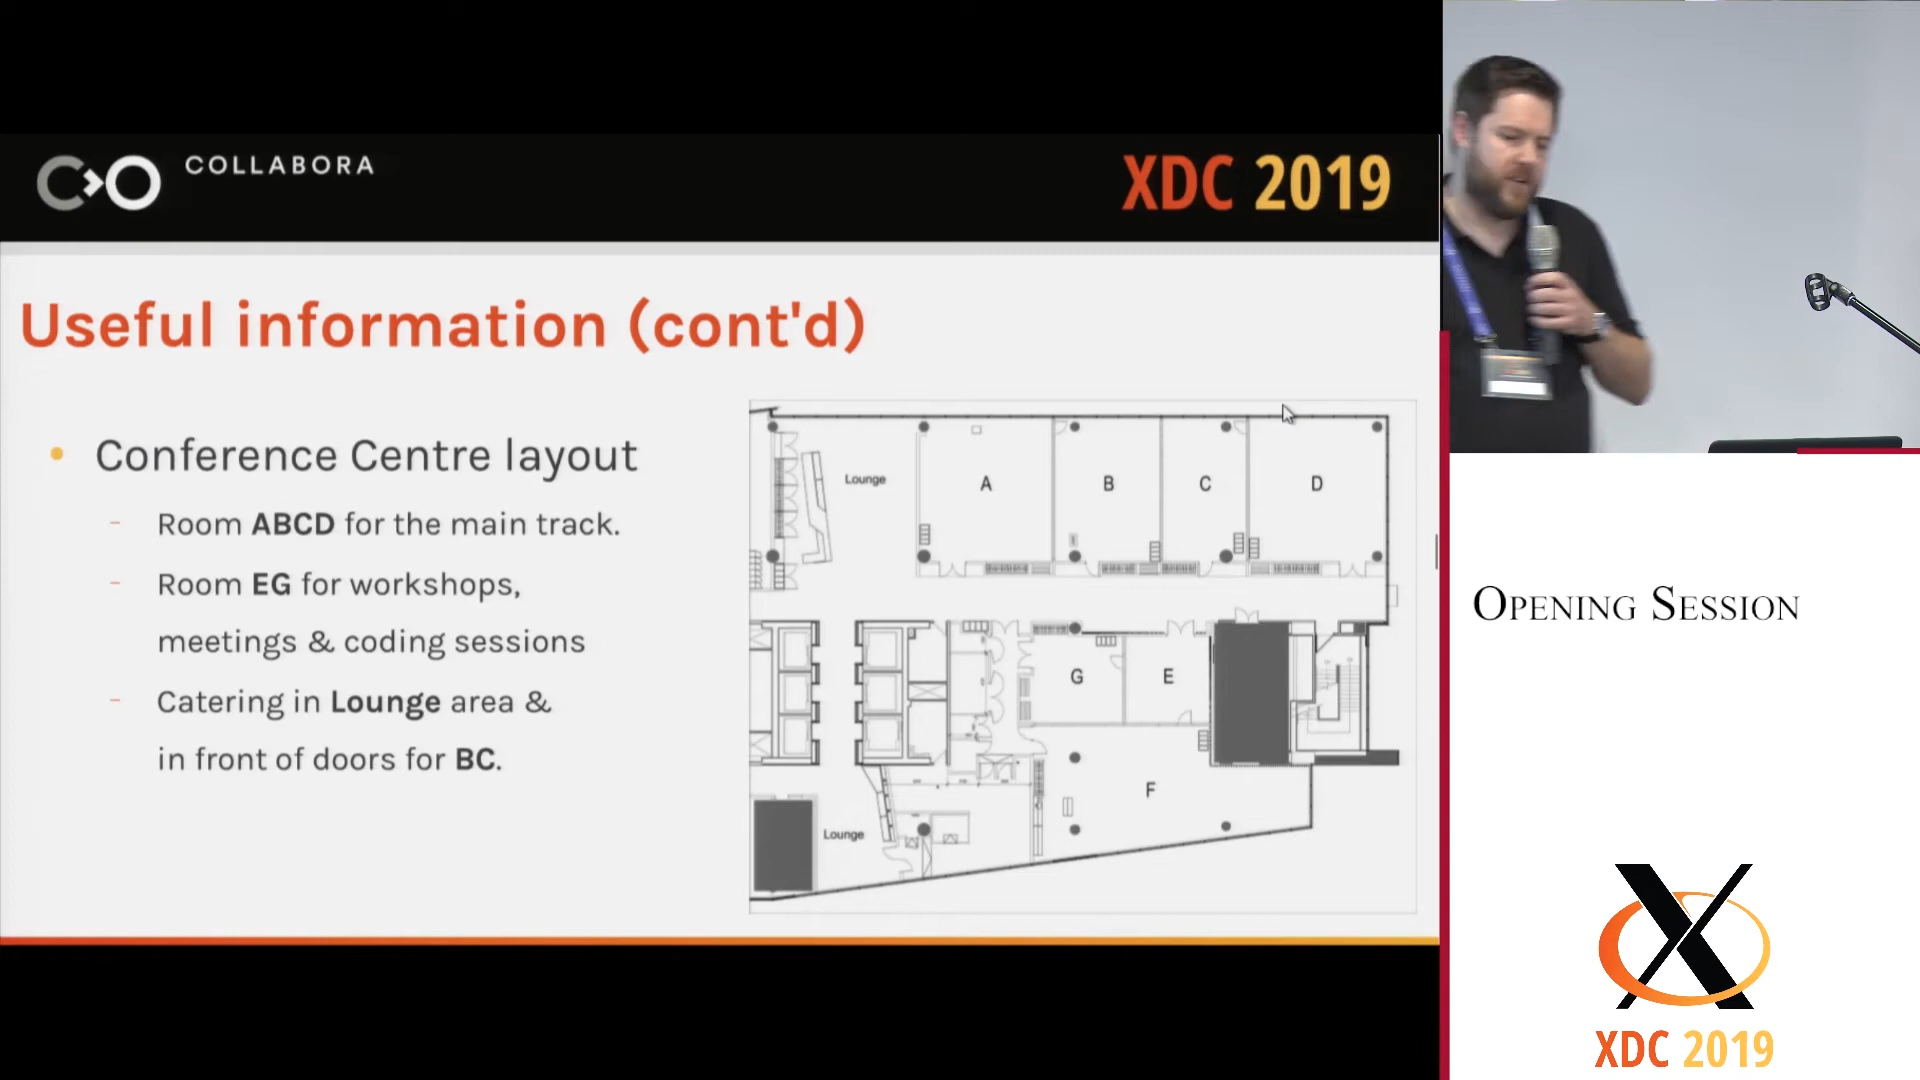 COLLABORA
XDC 2019
Useful information (cont'd)
Conference Centre layout
Room ABCD for the main track.
Room EG for workshops,
meetings & coding sessions
Catering in Lounge area &
in front of doors for BC.
Lounge
A
B
C
D
G
E
F
Lounge
OPENING SESSION
XDC 2019